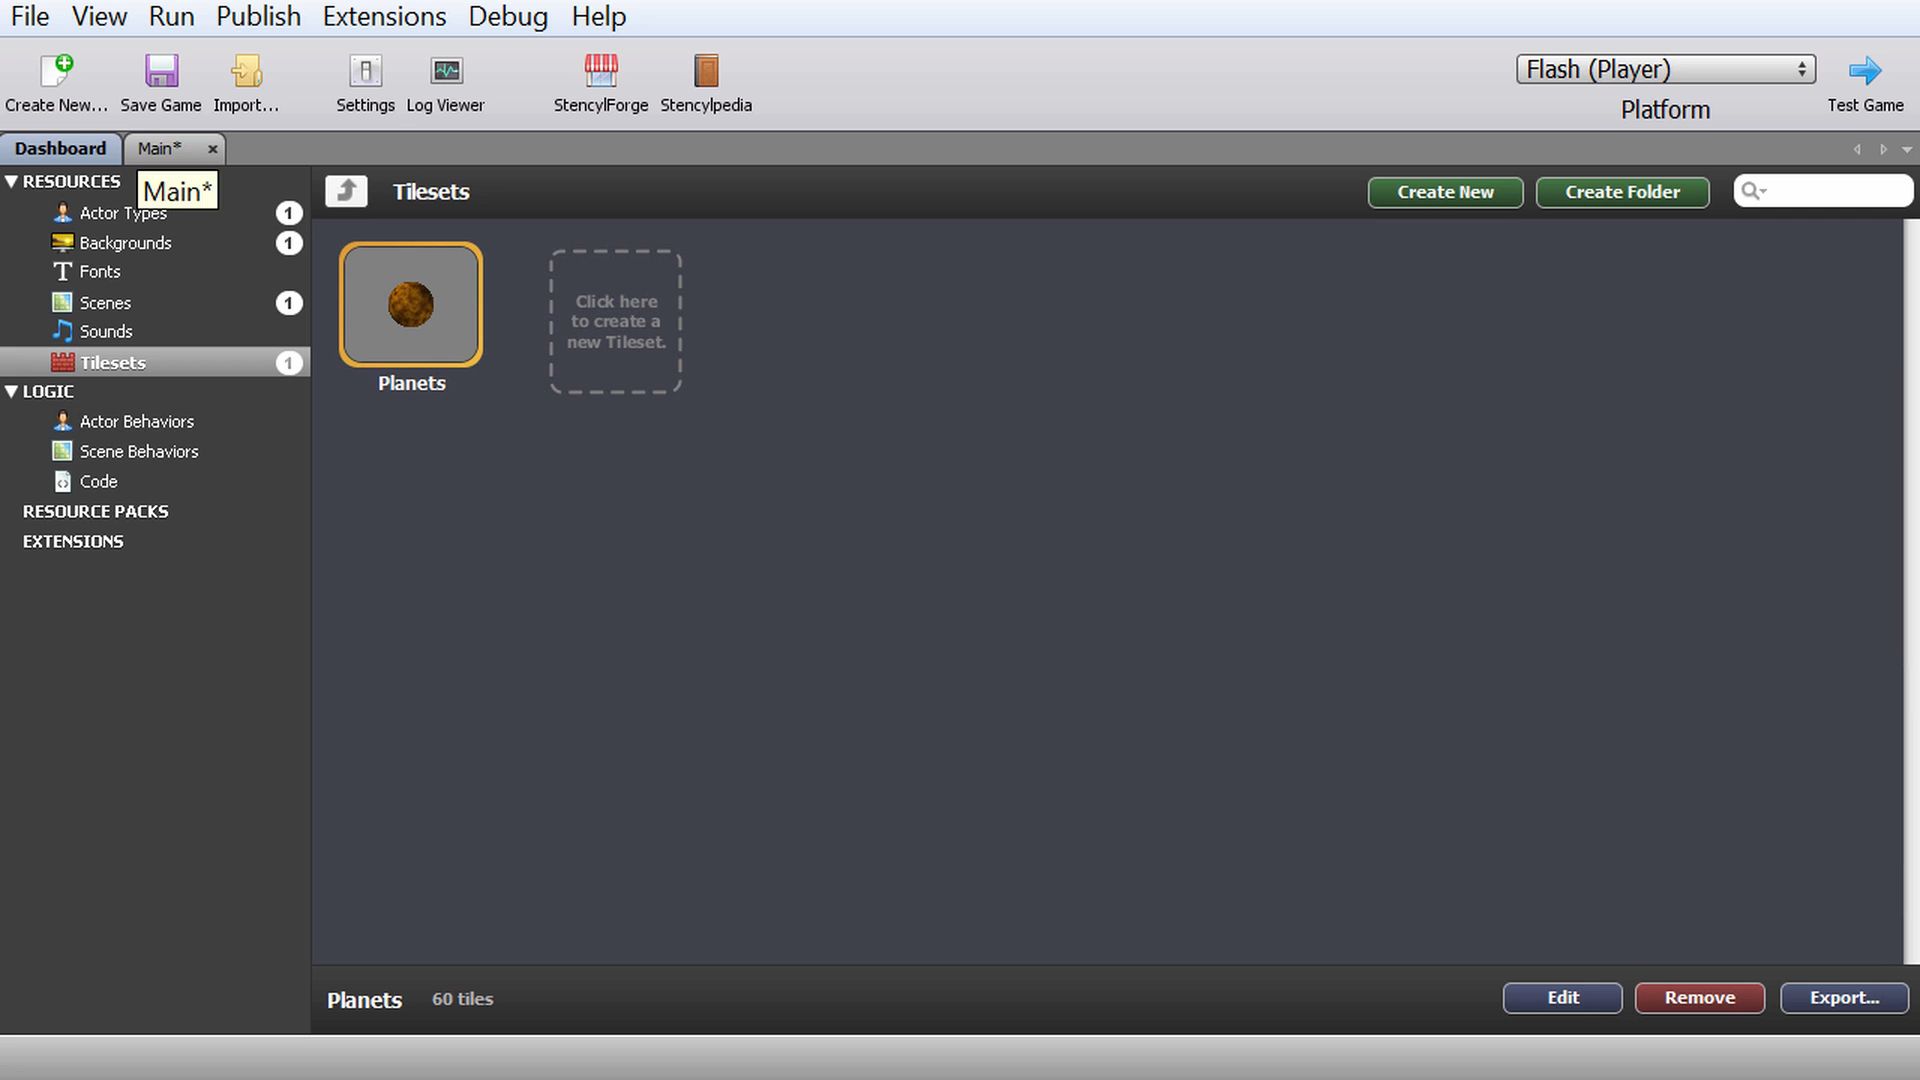 File View Run Publish Extensions Debug Help
Create New... Save Game Import... Settings Log Viewer StencylForge Stencylpedia
Flash (Player)
Platform
Test Game
Dashboard Main*
Main*
RESOURCES
Actor Types 1
Backgrounds 1
Fonts
Scenes 1
Sounds
Tilesets 1
LOGIC
Actor Behaviors
Scene Behaviors
Code
RESOURCE PACKS
EXTENSIONS
Tilesets
Create New Create Folder
Planets
Click here
to create a
new Tileset.
Planets 60 tiles
Edit Remove Export...